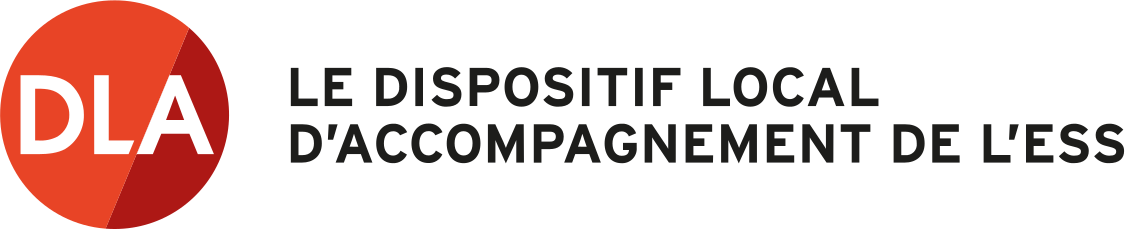 DLA
LE DISPOSITIF LOCAL
D’ACCOMPAGNEMENT DE L’ESS